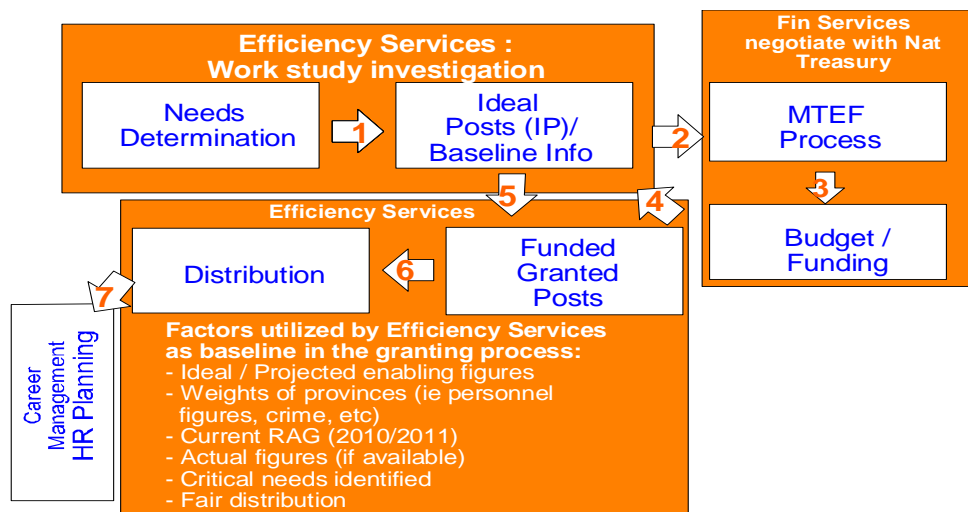 Efficiency Services :
Work study investigation
Needs
Determination
1
Ideal
Posts (IP)/
Baseline Info
2
Fin Services
negotiate with Nat
Treasury
MTEF
Process
3
Budget /
Funding
4
5
Efficiency Services
Funded
Granted
Posts
6
Distribution
7
Career
Management
HR Planning
Factors utilized by Efficiency Services
as baseline in the granting process:
- Ideal / Projected enabling figures
- Weights of provinces (ie personnel
figures, crime, etc)
- Current RAG (2010/2011)
- Actual figures (if available)
- Critical needs identified
- Fair distribution